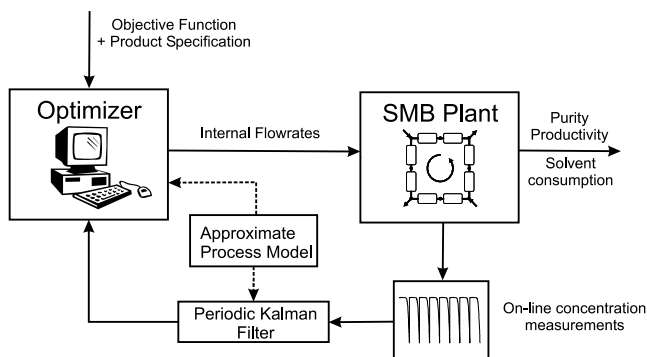 Objective Function
+ Product Specification
Optimizer
Internal Flowrates
SMB Plant
Purity
Productivity
Solvent
consumption
Approximate
Process Model
Periodic Kalman
Filter
On-line concentration
measurements